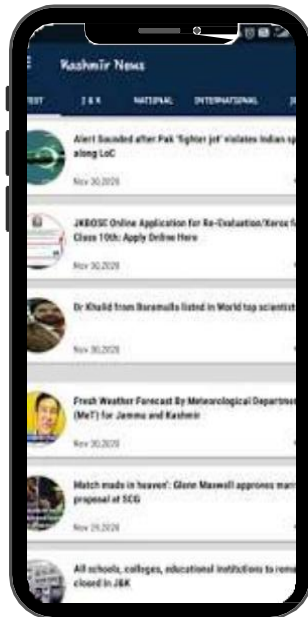 Kashmir News
J & K NATIONAL INTERNATIONAL
Alert Sounded after Pak 'fighter jet' violates Indian
along LoC
Nov 30,2020
JKBOSE Online Application for Re-Evaluation/Xerox
Class 10th: Apply Online Here
Nov 30,2020
Dr Khalid from Baramulla listed in World top scientist
Nov 30,2020
Fresh Weather Forecast By Meteorological Departme
(MeT) for Jammu and Kashmir
Nov 30,2020
Match made in heaven': Glenn Maxwell approves
proposal at SCG
Nov 29,2020
All schools, colleges, educational institutions to
closed in J&K